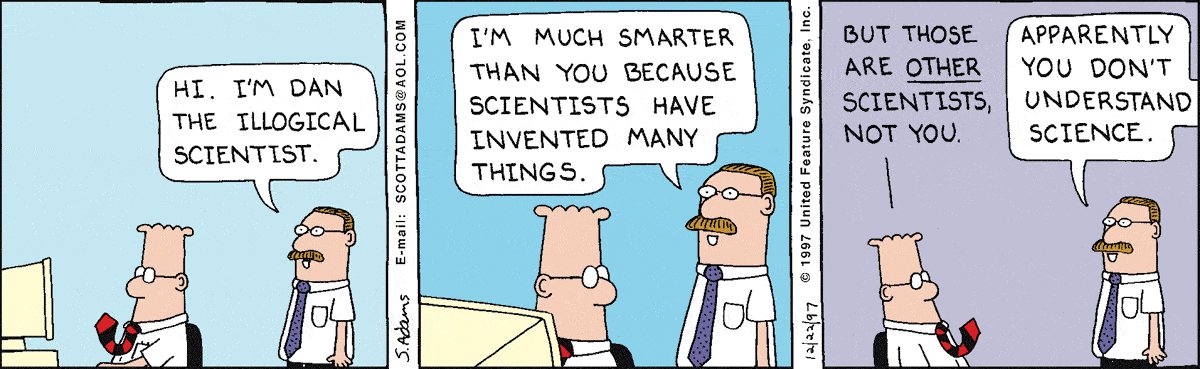 HI. I'M DAN
THE ILLOGICAL
SCIENTIST.
S.Adams
E-mail: SCOTTADAMS@AOL.COM
I'M MUCH SMARTER
THAN YOU BECAUSE
SCIENTISTS HAVE
INVENTED MANY
THINGS.
12/22/97
© 1997 United Feature Syndicate, Inc.
BUT THOSE
ARE OTHER
SCIENTISTS,
NOT YOU.
APPARENTLY
YOU DON'T
UNDERSTAND
SCIENCE.